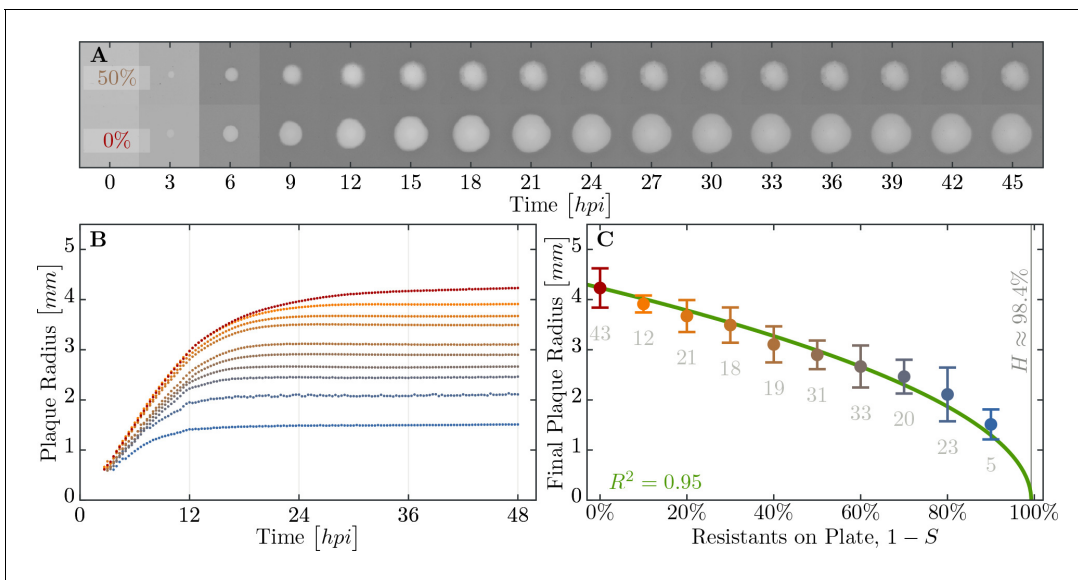 A
50%
0%
0 3 6 9 12 15 18 21 24 27 30 33 36 39 42 45
Time [hpi]
B
5
4
3
2
1
0
Plaque Radius [mm]
0 12 24 36 48
Time [hpi]
C
5
4
3
2
1
0
Final Plaque Radius [mm]
43
12
21
18
19
31
33
20
23
5
H ≈ 98.4%
R² = 0.95
0% 20% 40% 60% 80% 100%
Resistants on Plate, 1 − S